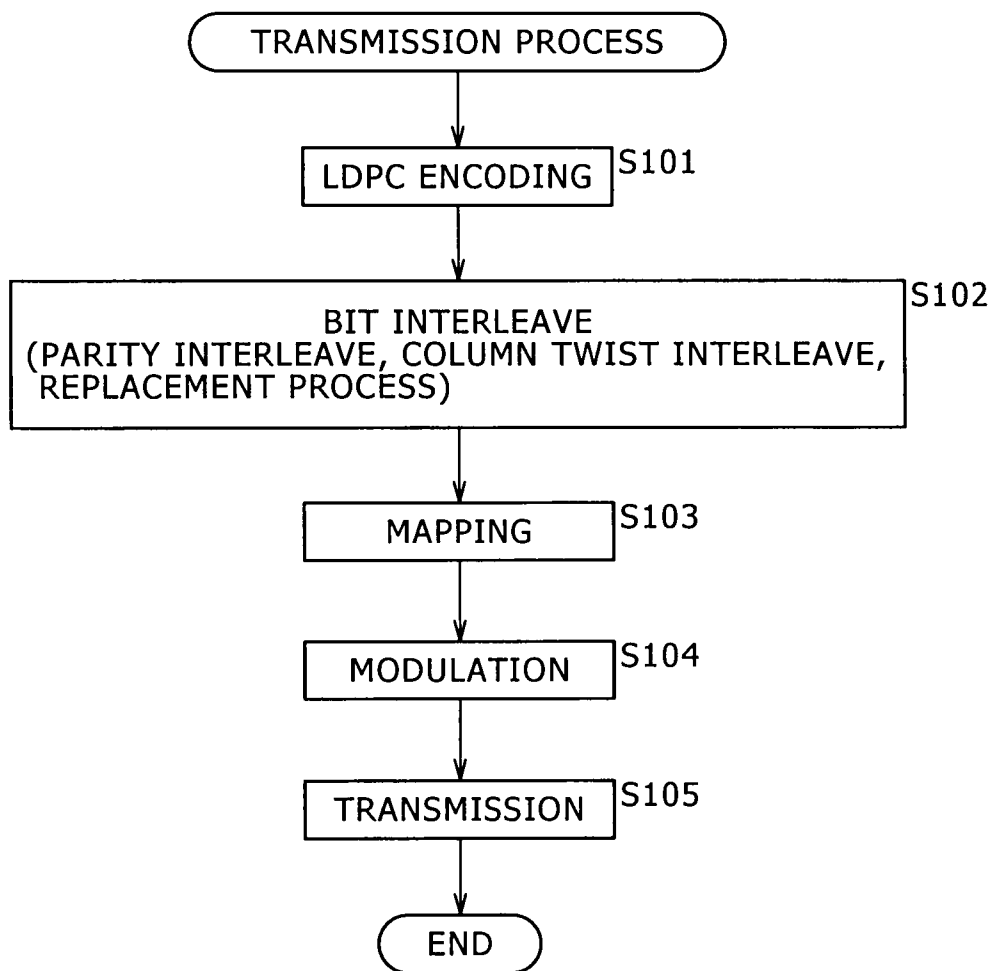 TRANSMISSION PROCESS
LDPC ENCODING
S101
BIT INTERLEAVE
(PARITY INTERLEAVE, COLUMN TWIST INTERLEAVE,
REPLACEMENT PROCESS)
S102
MAPPING
S103
MODULATION
S104
TRANSMISSION
S105
END